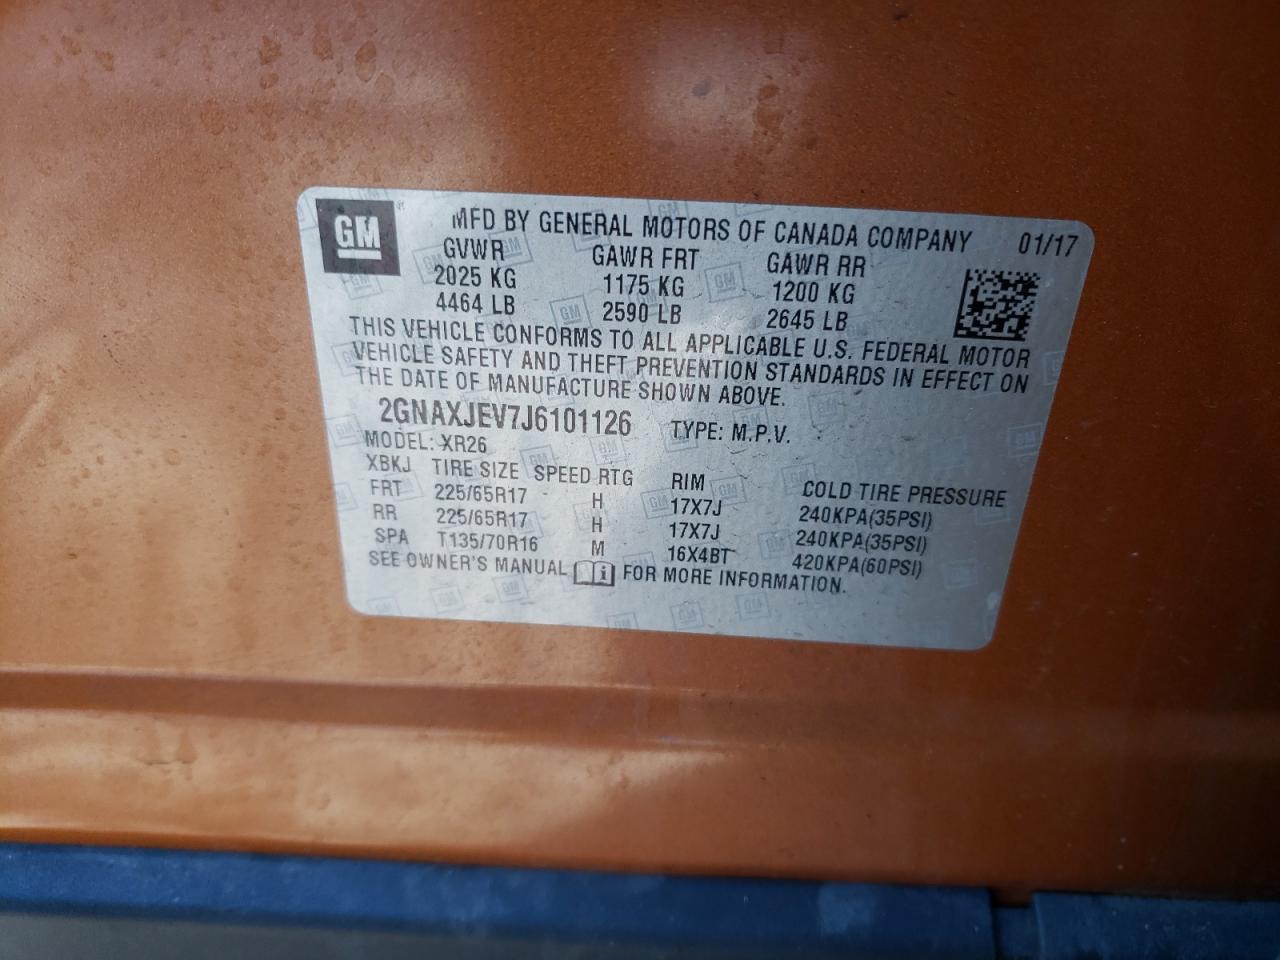 GM
MFD BY GENERAL MOTORS OF CANADA COMPANY 01/17
GVWR GAWR FRT GAWR RR
2025 KG 1175 KG 1200 KG
4464 LB 2590 LB 2645 LB
THIS VEHICLE CONFORMS TO ALL APPLICABLE U.S. FEDERAL MOTOR
VEHICLE SAFETY AND THEFT PREVENTION STANDARDS IN EFFECT ON
THE DATE OF MANUFACTURE SHOWN ABOVE.
2GNAXJEV7J6101126 TYPE: M.P.V.
MODEL: XR26
XBKJ TIRE SIZE SPEED RTG RIM COLD TIRE PRESSURE
FRT 225/65R17 H 17X7J 240KPA(35PSI)
RR 225/65R17 H 17X7J 240KPA(35PSI)
SPA T135/70R16 M 16X4BT 420KPA(60PSI)
SEE OWNER'S MANUAL i FOR MORE INFORMATION.